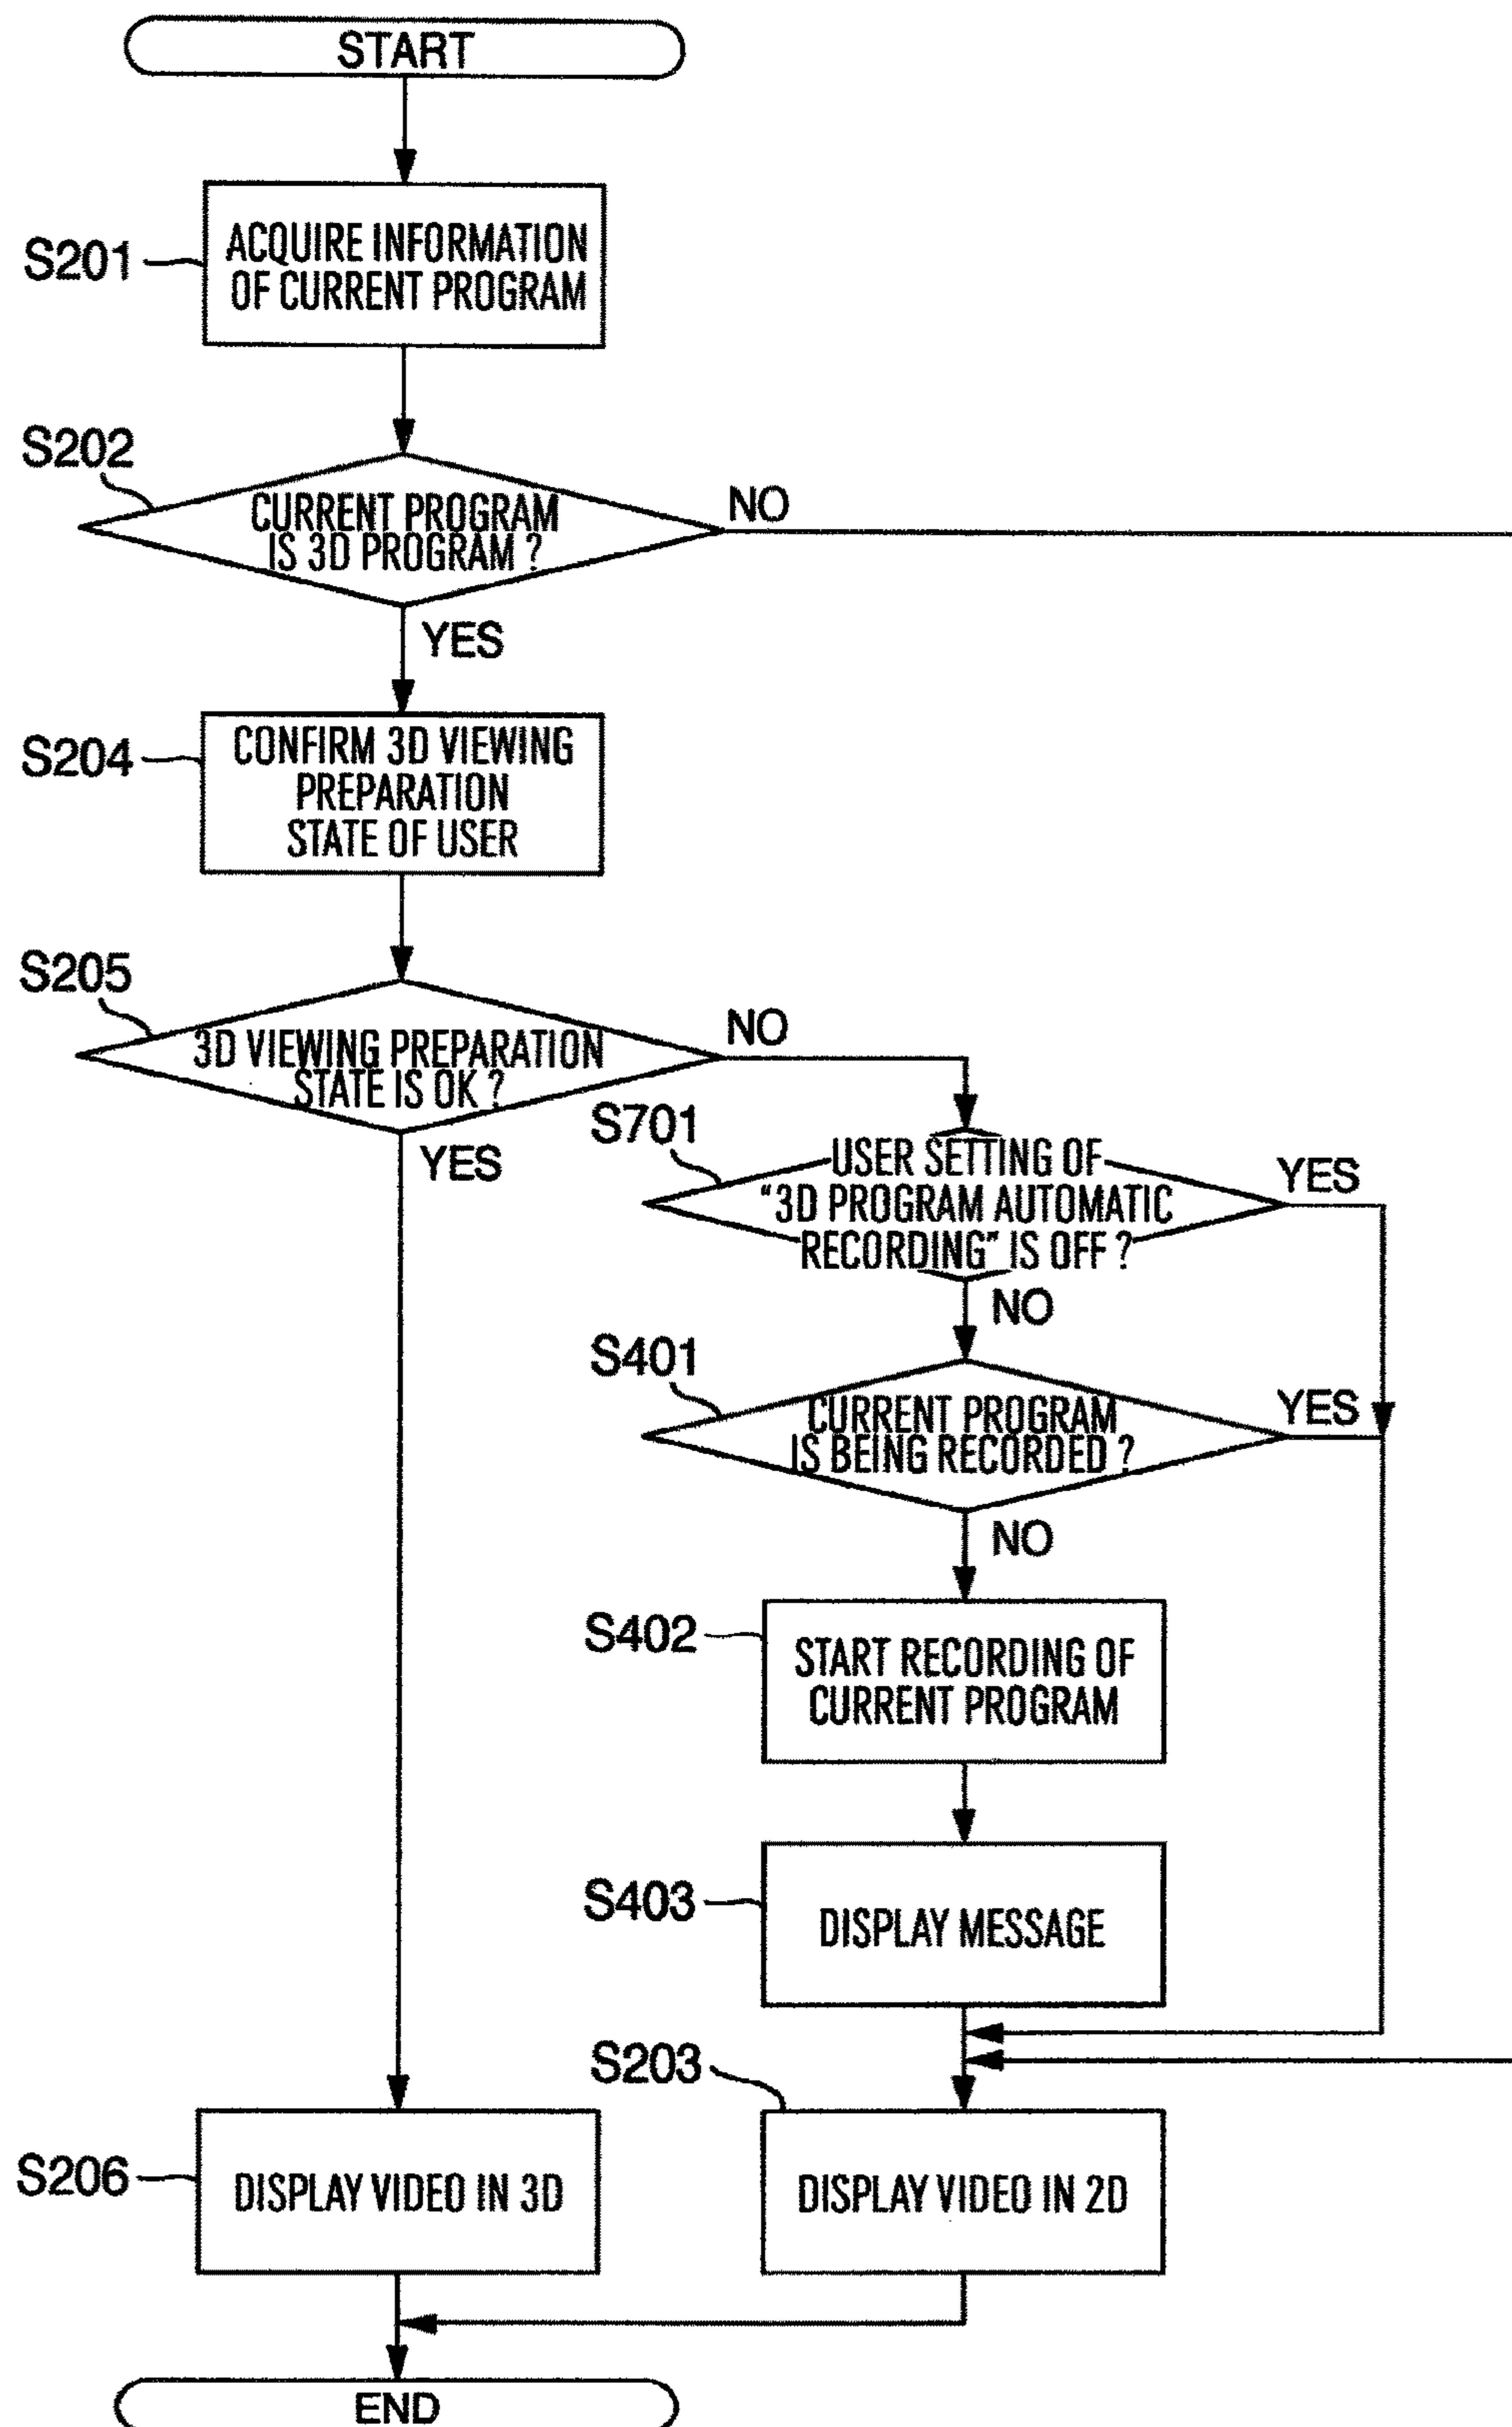 START
S201
ACQUIRE INFORMATION
OF CURRENT PROGRAM
S202
CURRENT PROGRAM
IS 3D PROGRAM ?
NO
YES
S204
CONFIRM 3D VIEWING
PREPARATION
STATE OF USER
S205
3D VIEWING PREPARATION
STATE IS OK ?
NO
YES
S701
USER SETTING OF
“3D PROGRAM AUTOMATIC
RECORDING” IS OFF ?
YES
NO
S401
CURRENT PROGRAM
IS BEING RECORDED ?
YES
NO
S402
START RECORDING OF
CURRENT PROGRAM
S403
DISPLAY MESSAGE
S203
S206
DISPLAY VIDEO IN 3D
DISPLAY VIDEO IN 2D
END